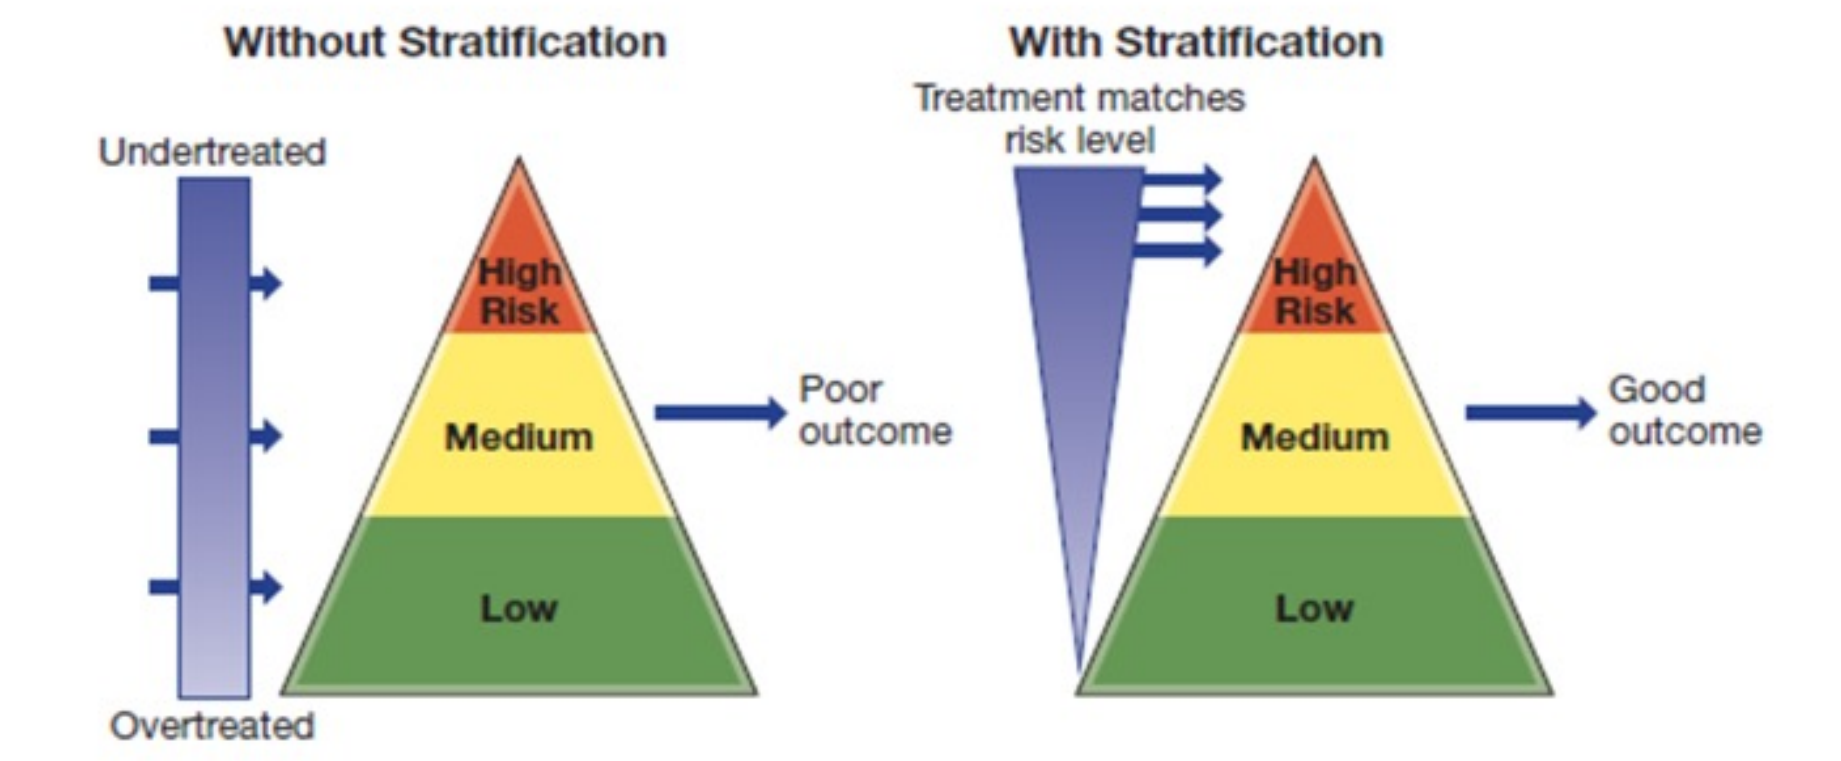 Without Stratification
Undertreated
High
Risk
Medium
Low
Overtreated
Poor
outcome
With Stratification
Treatment matches
risk level
High
Risk
Medium
Low
Good
outcome